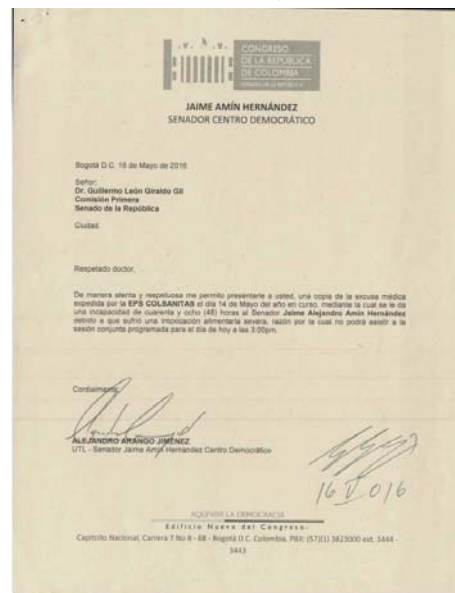 CONGRESO
DE LA REPÚBLICA
DE COLOMBIA
JAIME AMÍN HERNÁNDEZ
SENADOR CENTRO DEMOCRÁTICO
Bogotá D.C. 16 de Mayo de 2016
Señor:
Dr. Guillermo León Giraldo Gil
Comisión Primera
Senado de la República
Ciudad.
Respetado doctor,
De manera atenta y respetuosa me permito presentarle a usted, una copia de la excusa médica
expedida por la EPS COLSANITAS el día 14 de Mayo del año en curso, mediante la cual se le da
una incapacidad de cuarenta y ocho (48) horas al Senador Jaime Alejandro Amín Hernández
debido a que sufrió una intoxicación alimentaria severa, razón por la cual no podrá asistir a la
sesión conjunta programada para el día de hoy a las 3:00pm.
Cordialmente,
ALEJANDRO ARANGO JIMÉNEZ
UTL - Senador Jaime Amín Hernández Centro Democrático
16 V 016
AQUÍ VIVE LA DEMOCRACIA
Edificio Nuevo del Congreso-
Capitolio Nacional, Carrera 7 No 8 - 68 - Bogotá D.C. Colombia. PBX: (57)(1) 3823000 ext. 3444 -
3443